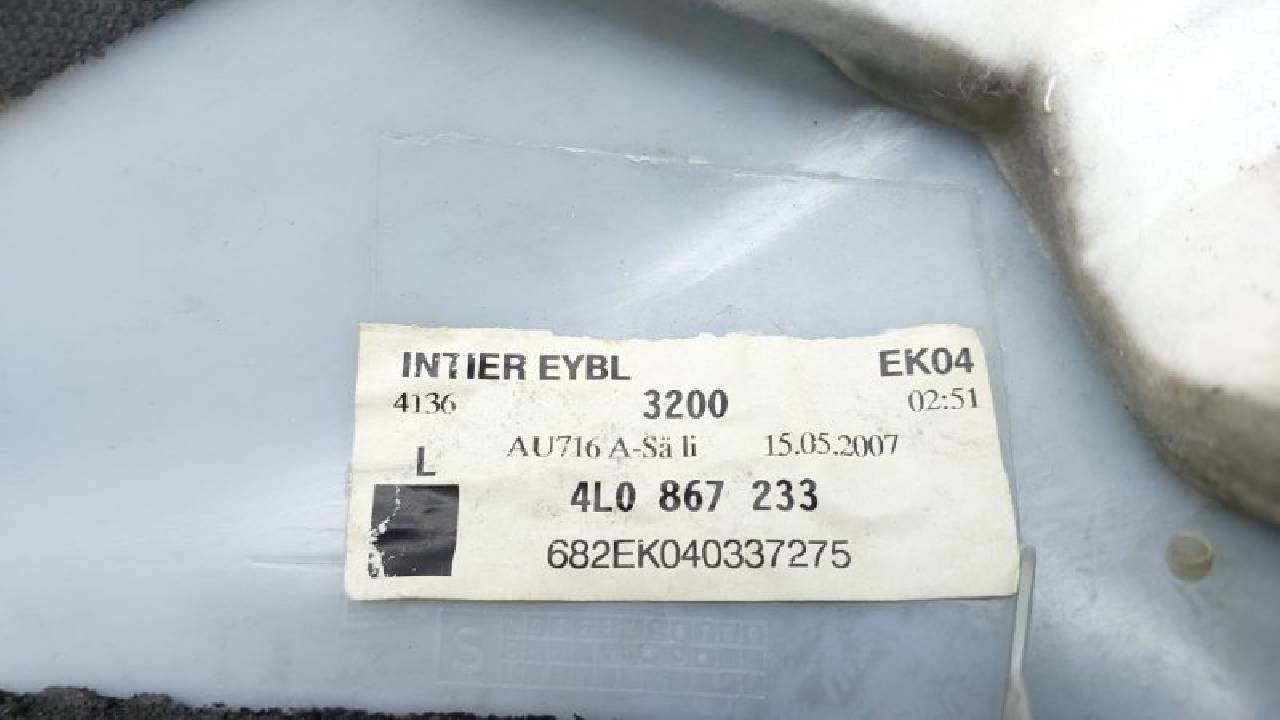 INTIER EYBL EK04
4136 3200 02:51
AU716 A-Sä li 15.05.2007
L
4L0 867 233
682EK040337275
S